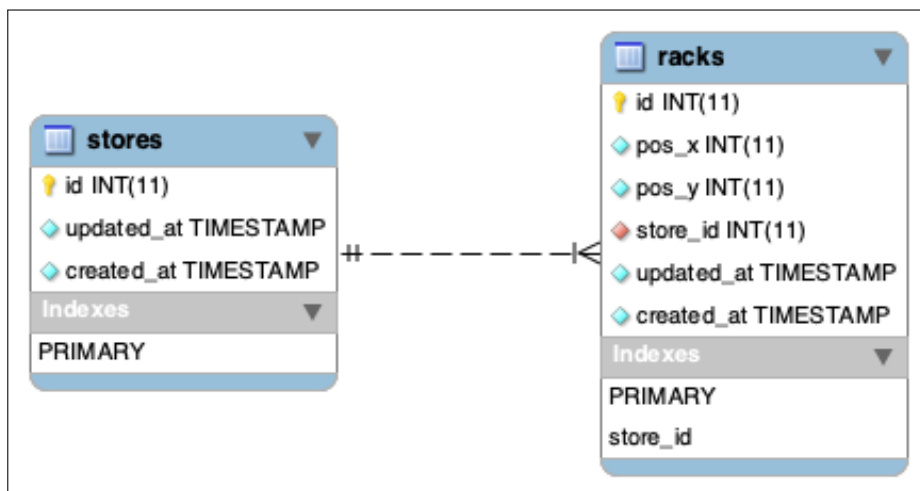 stores
id INT(11)
updated_at TIMESTAMP
created_at TIMESTAMP
Indexes
PRIMARY
racks
id INT(11)
pos_x INT(11)
pos_y INT(11)
store_id INT(11)
updated_at TIMESTAMP
created_at TIMESTAMP
Indexes
PRIMARY
store_id